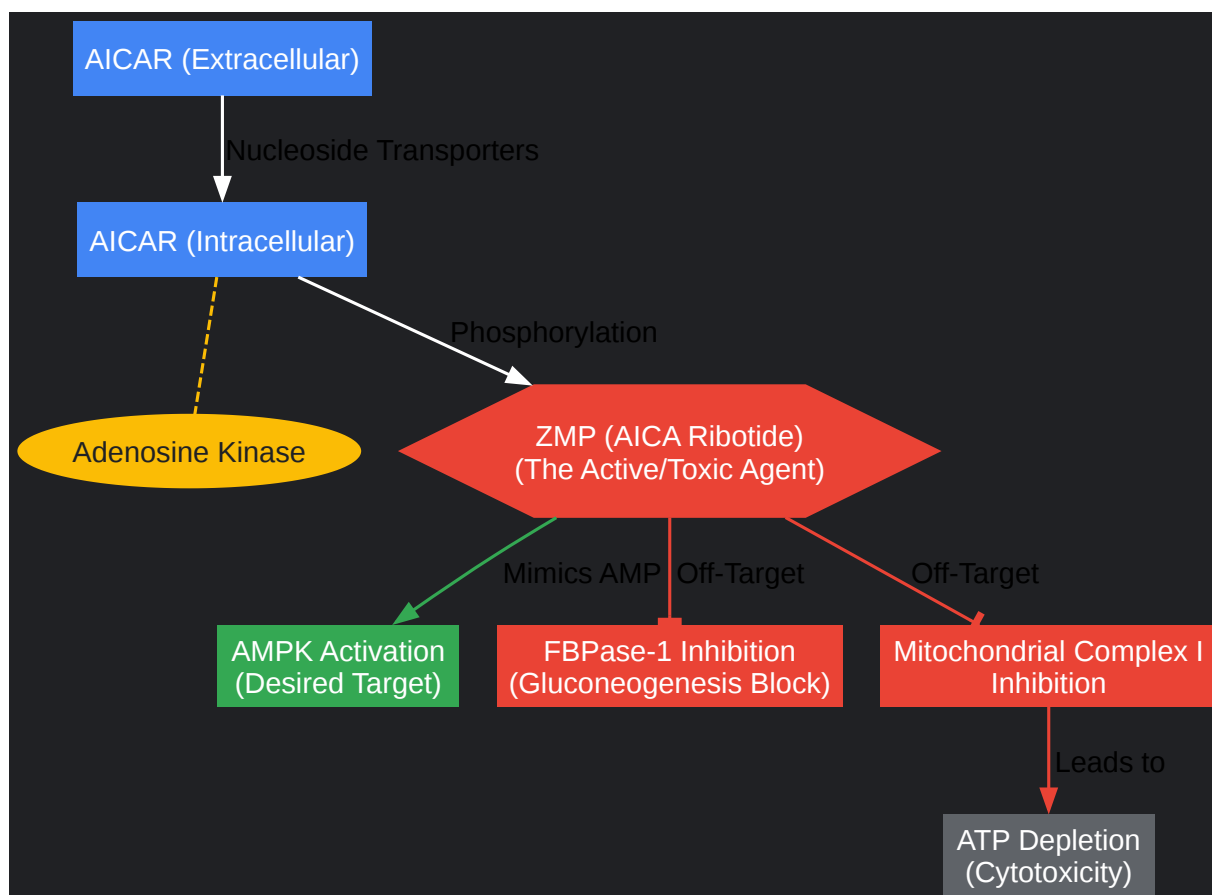 AICAR (Extracellular)
Nucleoside Transporters
AICAR (Intracellular)
Phosphorylation
Adenosine Kinase
ZMP (AICA Ribotide)
(The Active/Toxic Agent)
Mimics AMP
Off-Target
Off-Target
AMPK Activation
(Desired Target)
FBPase-1 Inhibition
(Gluconeogenesis Block)
Mitochondrial Complex I
Inhibition
Leads to
ATP Depletion
(Cytotoxicity)